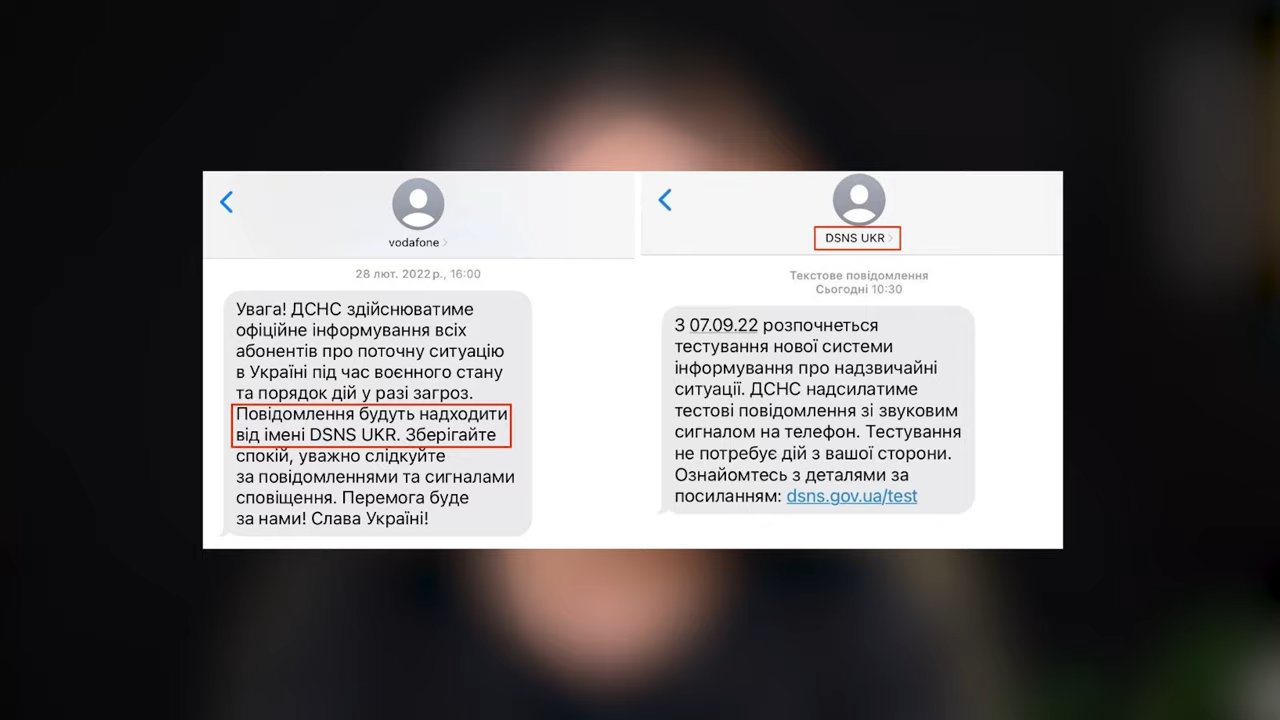 vodafone
28 лют. 2022 р., 16:00
Увага! ДСНС здійснюватиме
офіційне інформування всіх
абонентів про поточну ситуацію
в Україні під час воєнного стану
та порядок дій у разі загроз.
Повідомлення будуть надходити
від імені DSNS UKR. Зберігайте
спокій, уважно слідкуйте
за повідомленнями та сигналами
сповіщення. Перемога буде
за нами! Слава Україні!
DSNS UKR
Текстове повідомлення
Сьогодні 10:30
З 07.09.22 розпочнеться
тестування нової системи
інформування про надзвичайні
ситуації. ДСНС надсилатиме
тестові повідомлення зі звуковим
сигналом на телефон. Тестування
не потребує дій з вашої сторони.
Ознайомтесь з деталями за
посиланням: dsns.gov.ua/test